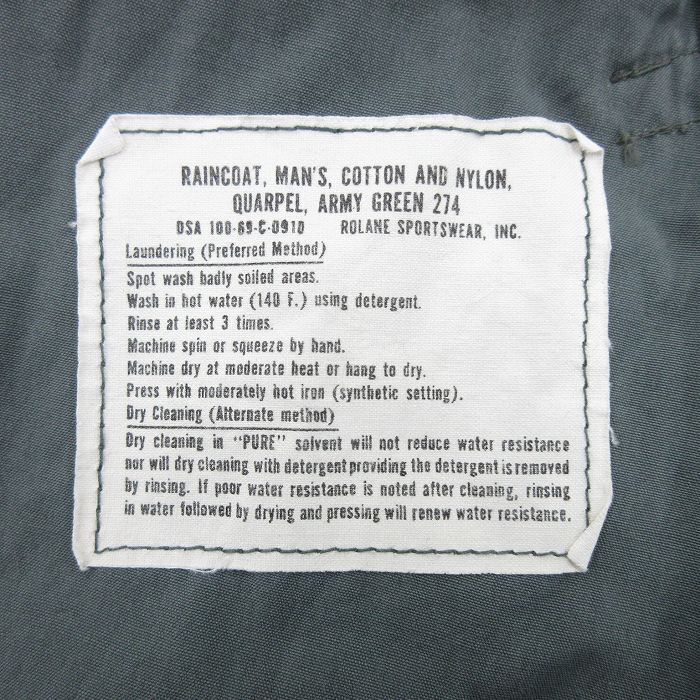 RAINCOAT, MAN'S, COTTON AND NYLON,
QUARPEL, ARMY GREEN 274
DSA 100-69-C-0910 ROLANE SPORTSWEAR, INC.
Laundering (Preferred Method)
Spot wash badly soiled areas.
Wash in hot water (140 F.) using detergent.
Rinse at least 3 times.
Machine spin or squeeze by hand.
Machine dry at moderate heat or hang to dry.
Press with moderately hot iron (synthetic setting).
Dry Cleaning (Alternate method)
Dry cleaning in "PURE" solvent will not reduce water resistance
nor will dry cleaning with detergent providing the detergent is removed
by rinsing. If poor water resistance is noted after cleaning, rinsing
in water followed by drying and pressing will renew water resistance.